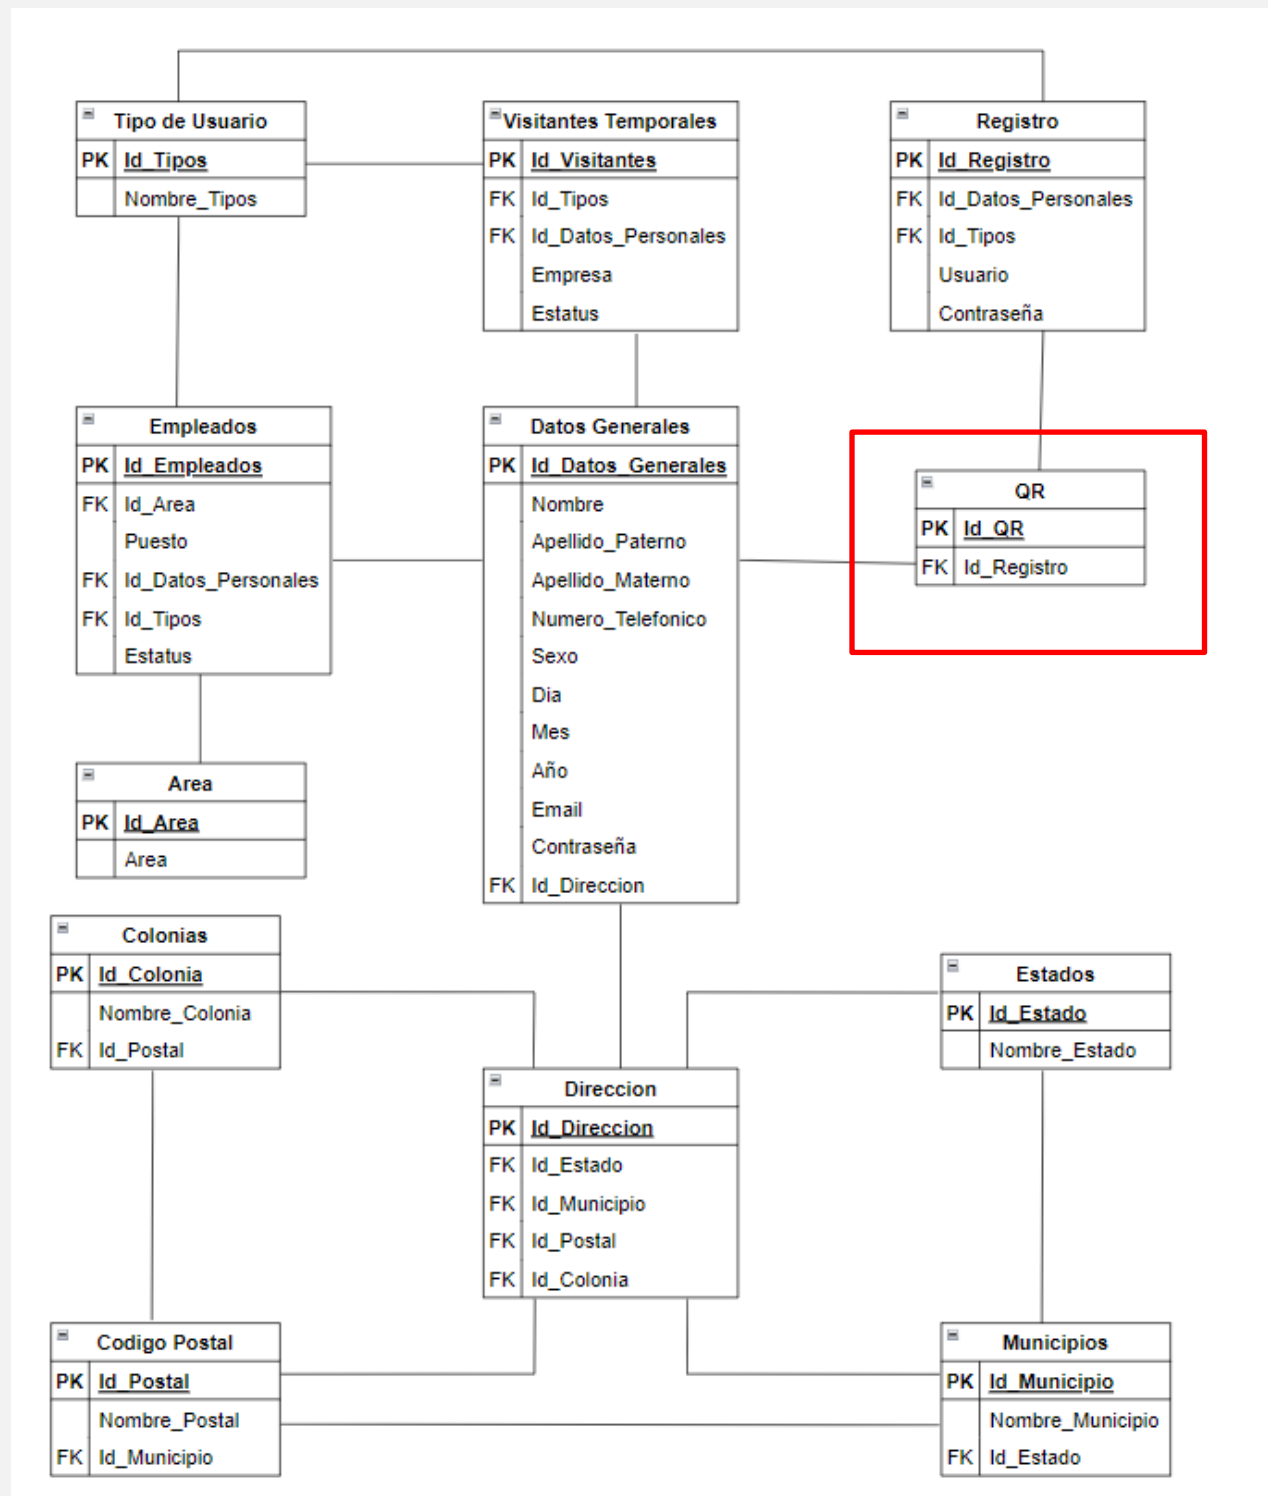 Tipo de Usuario
PK Id_Tipos
Nombre_Tipos
Visitantes Temporales
PK Id_Visitantes
FK Id_Tipos
FK Id_Datos_Personales
Empresa
Estatus
Registro
PK Id_Registro
FK Id_Datos_Personales
FK Id_Tipos
Usuario
Contraseña
Empleados
PK Id_Empleados
FK Id_Area
Puesto
FK Id_Datos_Personales
FK Id_Tipos
Estatus
Datos Generales
PK Id_Datos_Generales
Nombre
Apellido_Paterno
Apellido_Materno
Numero_Telefonico
Sexo
Dia
Mes
Año
Email
Contraseña
FK Id_Direccion
QR
PK Id_QR
FK Id_Registro
Area
PK Id_Area
Area
Colonias
PK Id_Colonia
Nombre_Colonia
FK Id_Postal
Direccion
PK Id_Direccion
FK Id_Estado
FK Id_Municipio
FK Id_Postal
FK Id_Colonia
Estados
PK Id_Estado
Nombre_Estado
Codigo Postal
PK Id_Postal
Nombre_Postal
FK Id_Municipio
Municipios
PK Id_Municipio
Nombre_Municipio
FK Id_Estado